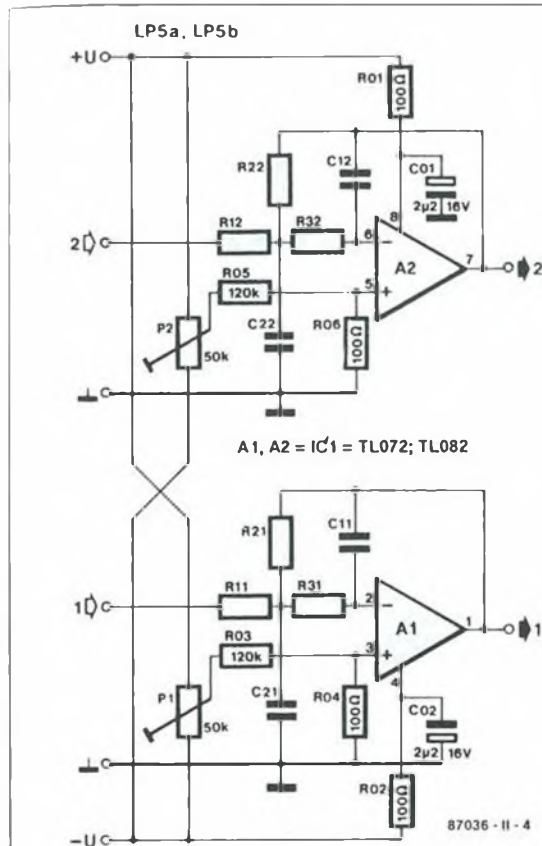 LP5a, LP5b
+U
R01
100Ω
R22
C12
C01
2µ2 16V
8
2
R12
R32
6
−
A2
7
2
R05
120k
5
+
P2
50k
C22
R06
100Ω
⊥
A1, A2 = IC1 = TL072; TL082
R21
C11
1
R11
R31
2
−
A1
1
1
R03
120k
3
+
4
P1
50k
C21
R04
100Ω
C02
2µ2 16V
⊥
R02
100Ω
−U
87036 - II - 4